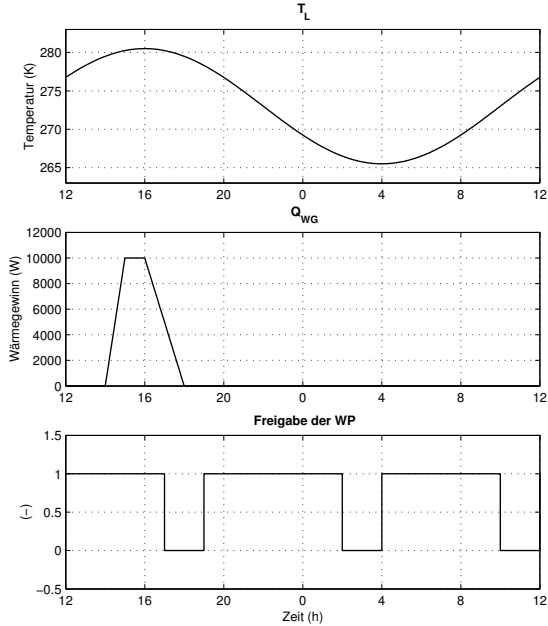 T_L
280
275
270
265
Temperatur (K)
12 16 20 0 4 8 12
Q_WG
12000
10000
8000
6000
4000
2000
0
Wärmegewinn (W)
12 16 20 0 4 8 12
Freigabe der WP
1.5
1
0.5
0
−0.5
(−)
12 16 20 0 4 8 12
Zeit (h)